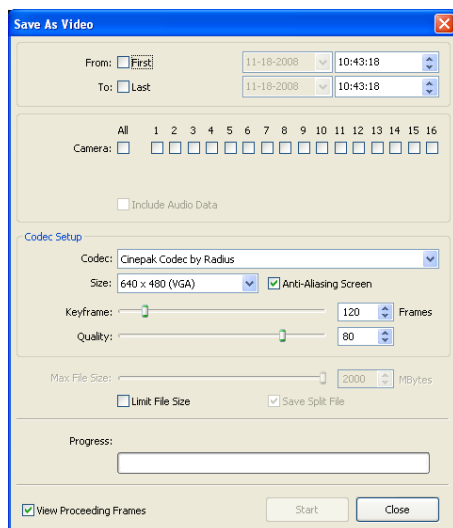 Save As Video
From: First 11-18-2008 10:43:18
To: Last 11-18-2008 10:43:18
All 1 2 3 4 5 6 7 8 9 10 11 12 13 14 15 16
Camera:
Include Audio Data
Codec Setup
Codec: Cinepak Codec by Radius
Size: 640 x 480 (VGA) Anti-Aliasing Screen
Keyframe: 120 Frames
Quality: 80
Max File Size: 2000 MBytes
Limit File Size Save Split File
Progress:
View Proceeding Frames Start Close